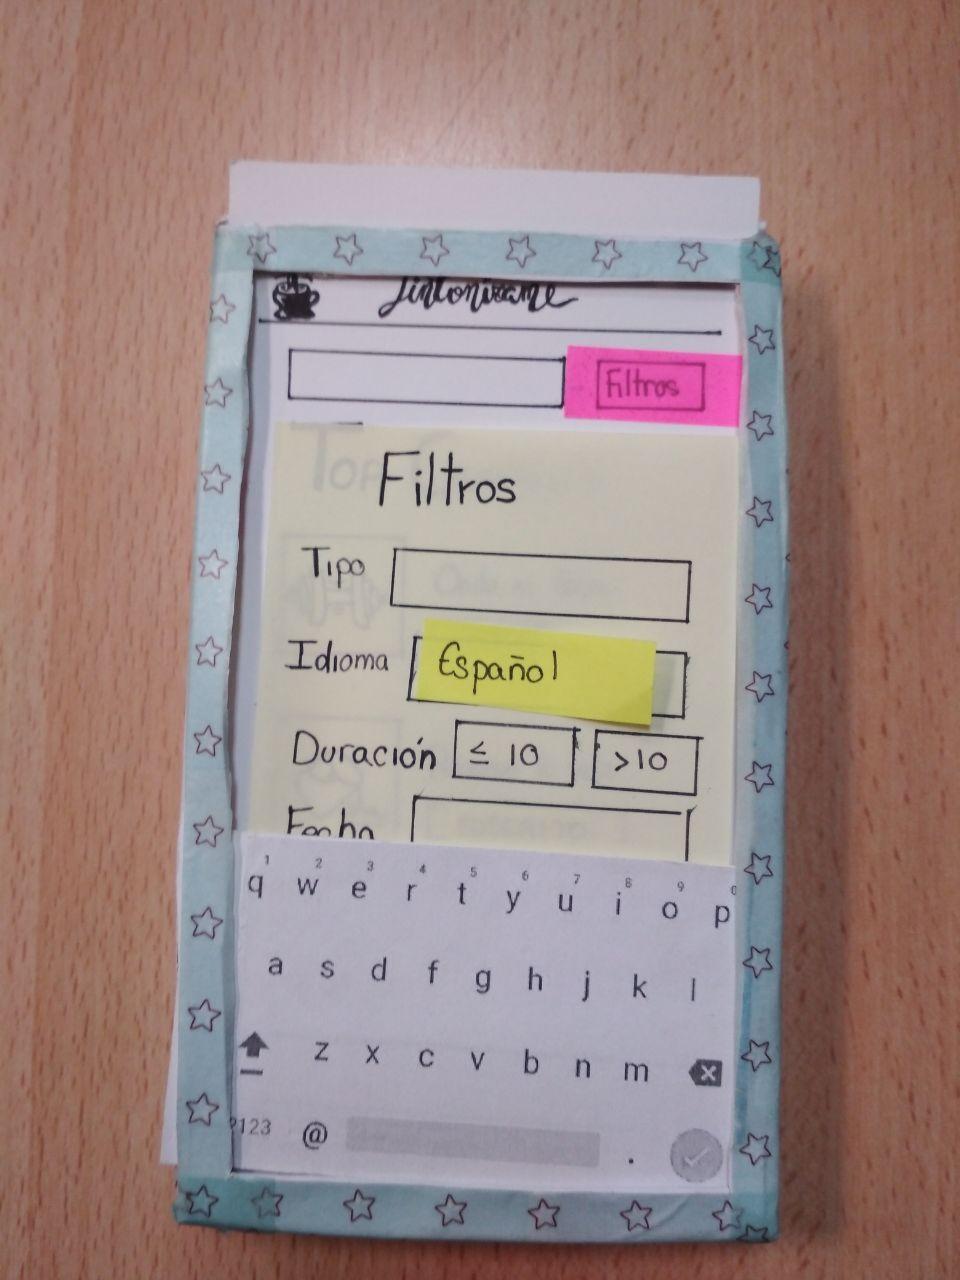 Sintonízame
Filtros
Filtros
Tipo
Idioma Español
Duración ≤ 10 >10
Fecha
1 2 3 4 5 6 7 8 9 0
q w e r t y u i o p
a s d f g h j k l
z x c v b n m
?123 @ .